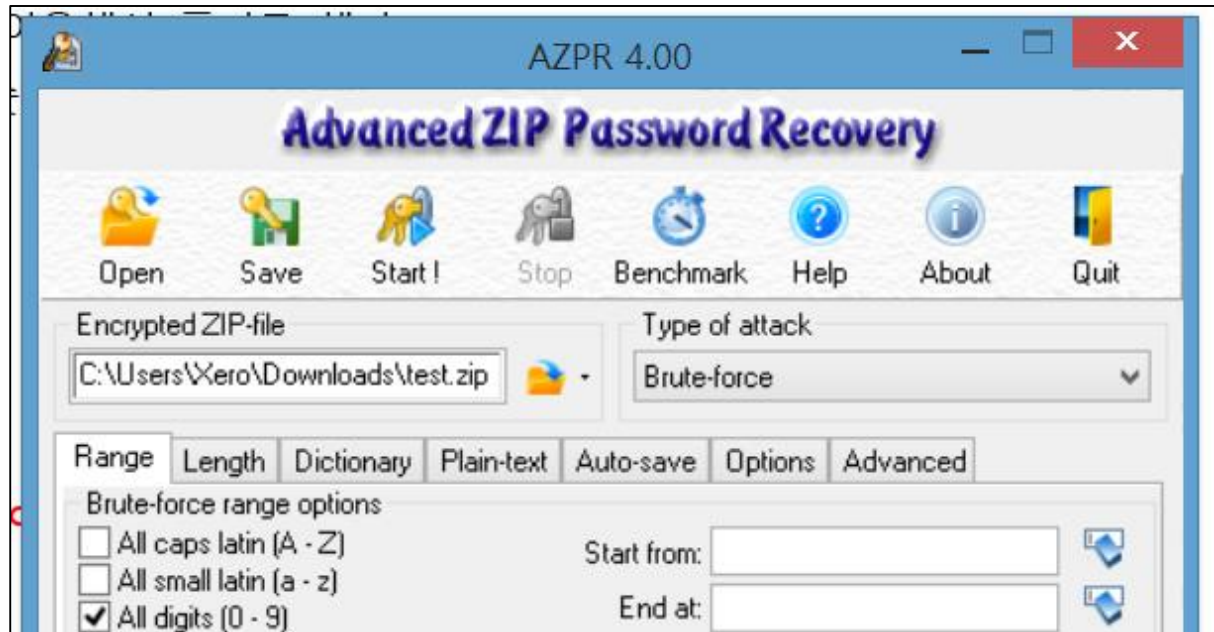 AZPR 4.00
Advanced ZIP Password Recovery
Open Save Start! Stop Benchmark Help About Quit
Encrypted ZIP-file Type of attack
C:\Users\Xero\Downloads\test.zip Brute-force
Range Length Dictionary Plain-text Auto-save Options Advanced
Brute-force range options
All caps latin (A - Z) Start from:
All small latin (a - z)
All digits (0 - 9) End at: